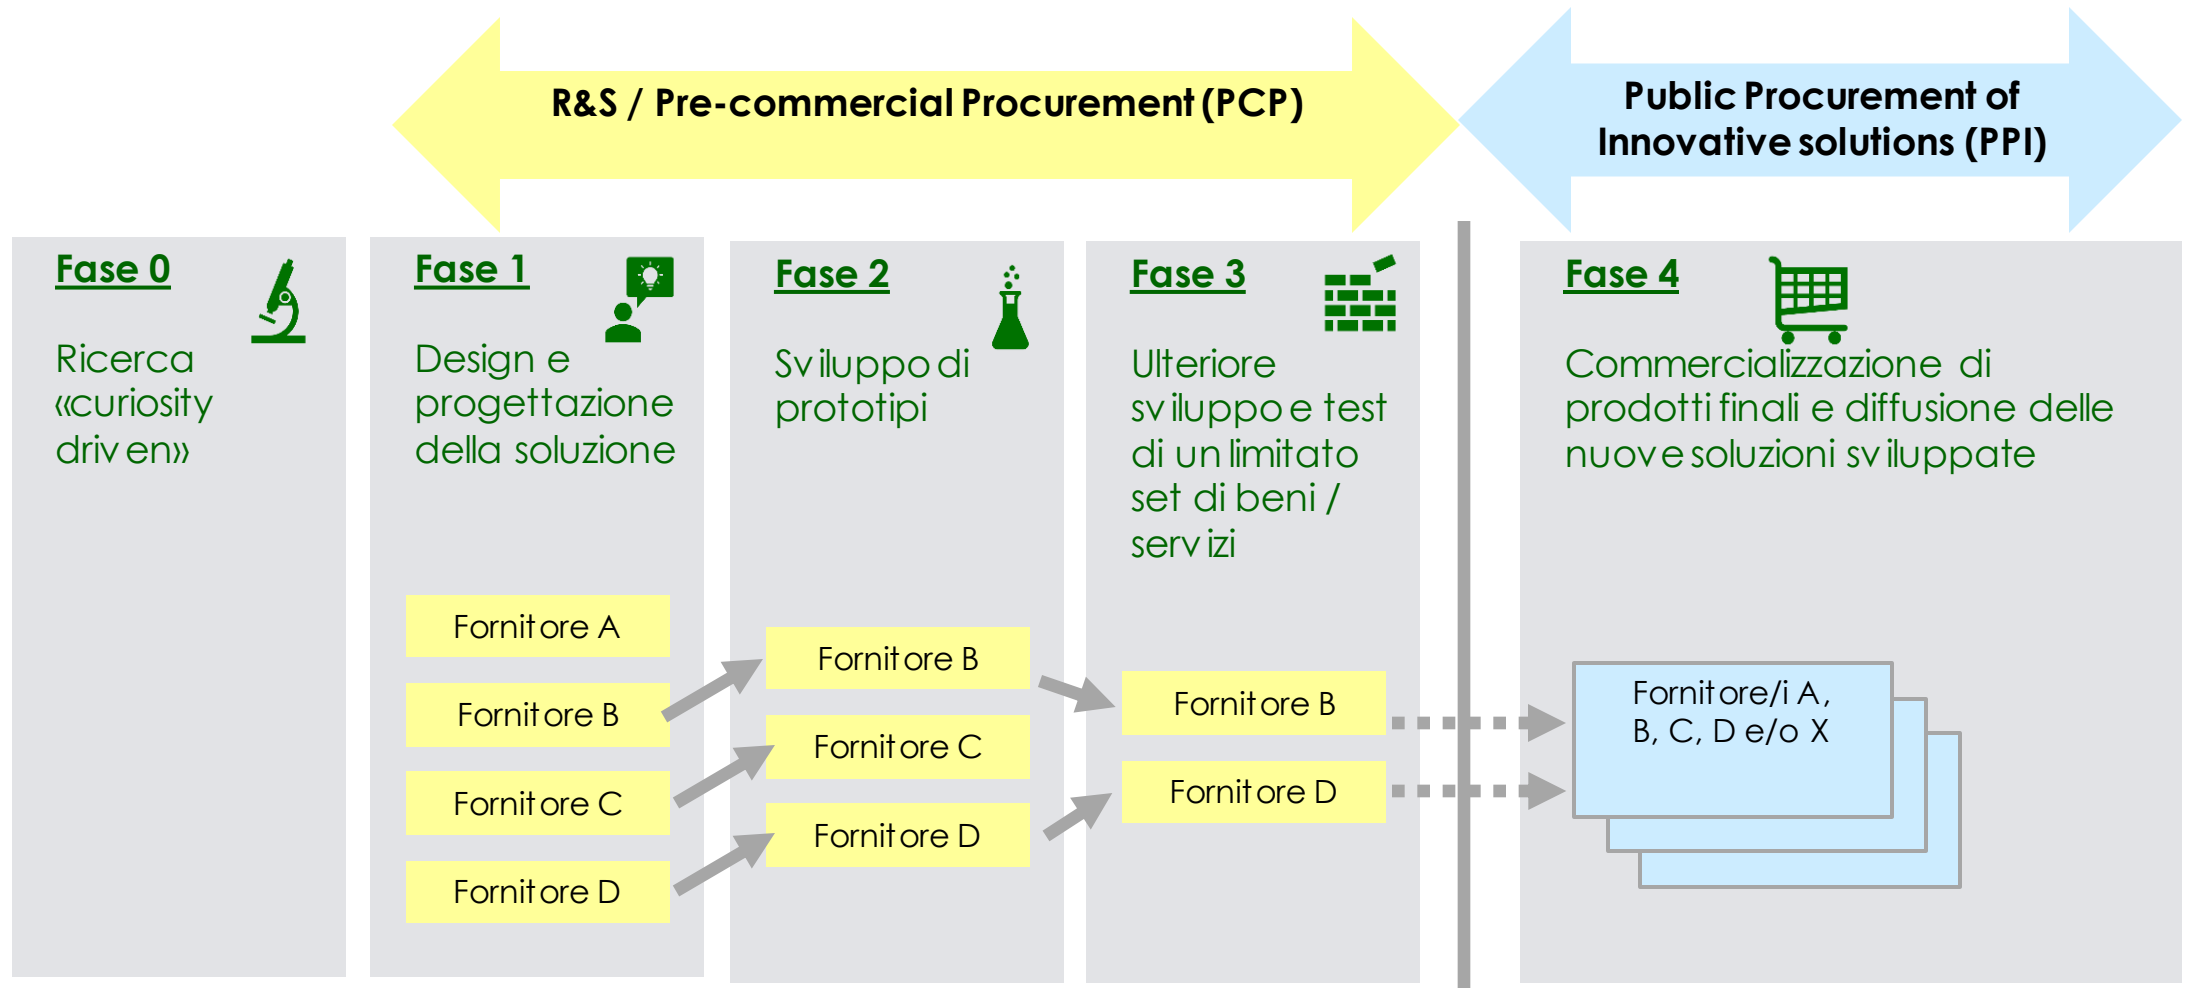 R&S / Pre-commercial Procurement (PCP)
Public Procurement of
Innovative solutions (PPI)
Fase 0
Ricerca
«curiosity
driven»
Fase 1
Design e
progettazione
della soluzione
Fornitore A
Fornitore B
Fornitore C
Fornitore D
Fase 2
Sviluppo di
prototipi
Fornitore B
Fornitore C
Fornitore D
Fase 3
Ulteriore
sviluppo e test
di un limitato
set di beni /
servizi
Fornitore B
Fornitore D
Fase 4
Commercializzazione di
prodotti finali e diffusione delle
nuove soluzioni sviluppate
Fornitore/i A,
B, C, D e/o X